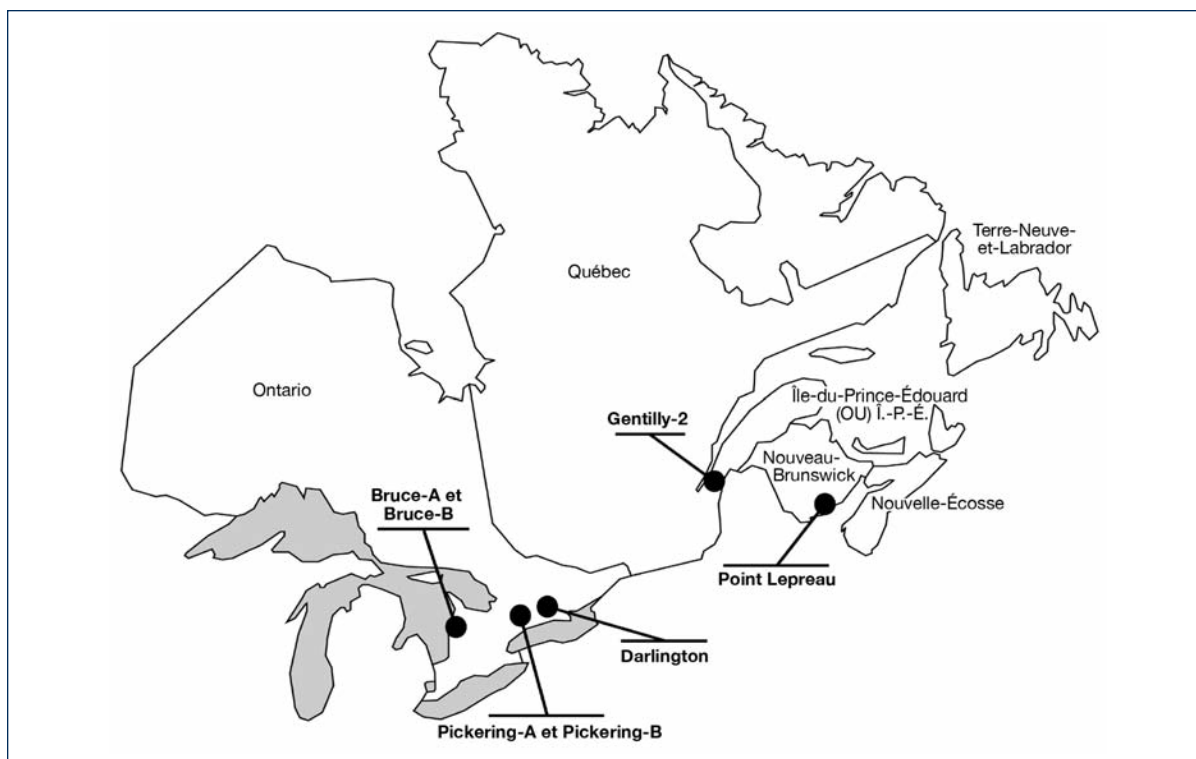 Terre-Neuve-
et-Labrador
Québec
Ontario
Île-du-Prince-Édouard
(OU) Î.-P.-É.
Gentilly-2
Nouveau-
Brunswick
Bruce-A et
Bruce-B
Nouvelle-Écosse
Point Lepreau
Darlington
Pickering-A et Pickering-B